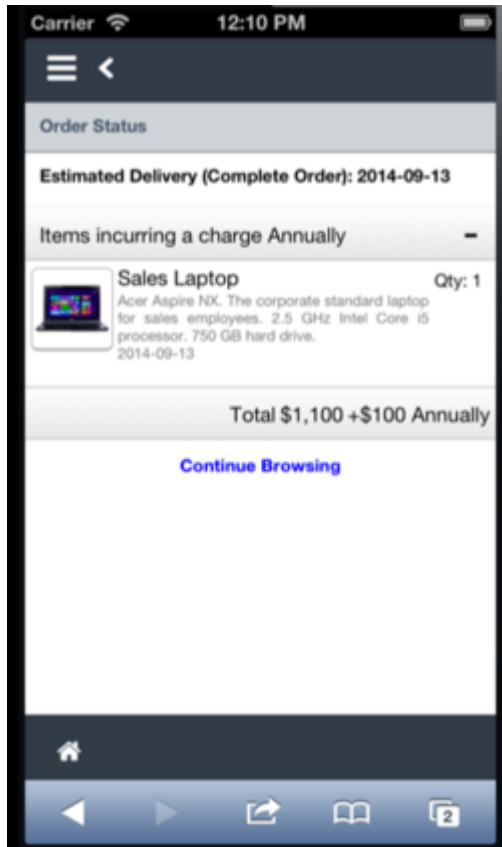 Carrier 12:10 PM
Order Status
Estimated Delivery (Complete Order): 2014-09-13
Items incurring a charge Annually
Sales Laptop Qty: 1
Acer Aspire NX. The corporate standard laptop
for sales employees. 2.5 GHz Intel Core i5
processor. 750 GB hard drive.
2014-09-13
Total $1,100 +$100 Annually
Continue Browsing
2